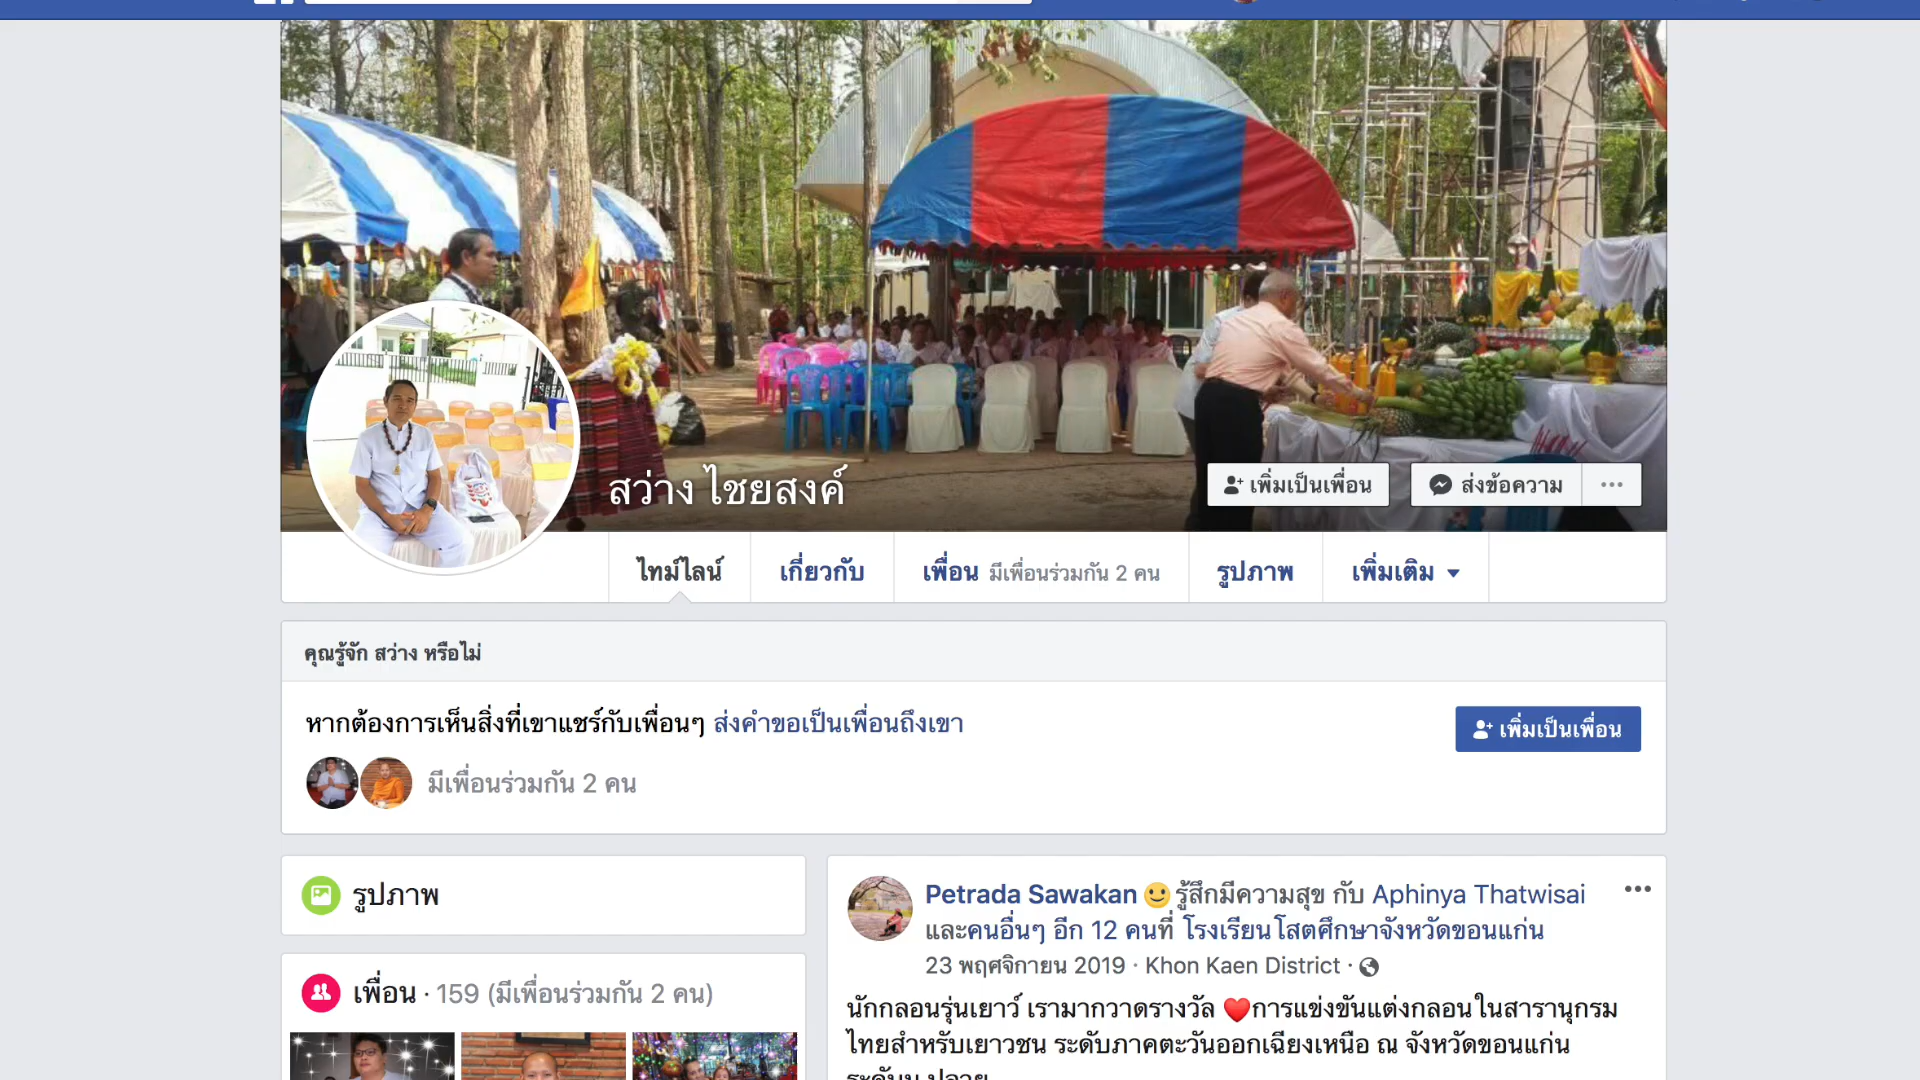 สว่าง ไชยสงค์
เพิ่มเป็นเพื่อน
ส่งข้อความ
ไทม์ไลน์
เกี่ยวกับ
เพื่อน มีเพื่อนร่วมกัน 2 คน
รูปภาพ
เพิ่มเติม
คุณรู้จัก สว่าง หรือไม่
หากต้องการเห็นสิ่งที่เขาแชร์กับเพื่อนๆ ส่งคำขอเป็นเพื่อนถึงเขา
เพิ่มเป็นเพื่อน
มีเพื่อนร่วมกัน 2 คน
รูปภาพ
เพื่อน · 159 (มีเพื่อนร่วมกัน 2 คน)
Petrada Sawakan 🙂 รู้สึกมีความสุข กับ Aphinya Thatwisai
และคนอื่นๆ อีก 12 คนที่ โรงเรียนโสตศึกษาจังหวัดขอนแก่น
23 พฤศจิกายน 2019 · Khon Kaen District ·
นักกลอนรุ่นเยาว์ เรามากวาดรางวัล ❤️การแข่งขันแต่งกลอนในสารานุกรม
ไทยสำหรับเยาวชน ระดับภาคตะวันออกเฉียงเหนือ ณ จังหวัดขอนแก่น